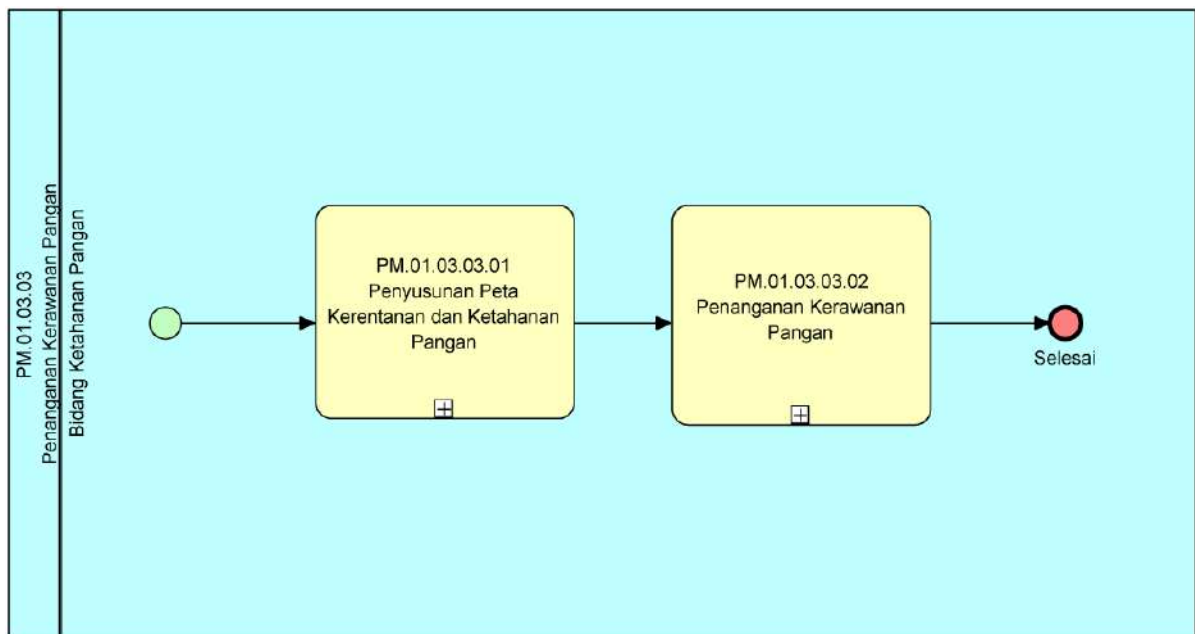 PM.01.03.03
Penanganan Kerawanan Pangan
Bidang Ketahanan Pangan
PM.01.03.03.01
Penyusunan Peta
Kerentanan dan Ketahanan
Pangan
PM.01.03.03.02
Penanganan Kerawanan
Pangan
Selesai